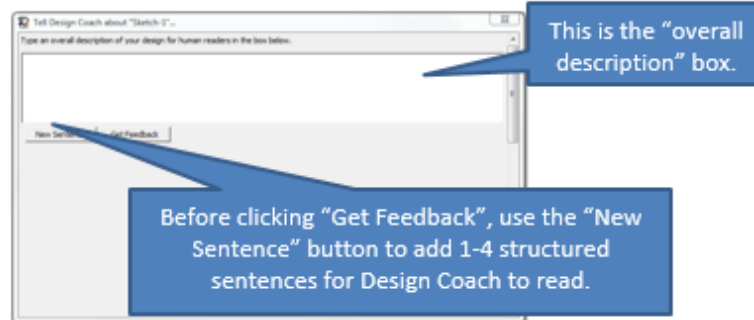 Tell Design Coach about "Sketch-1"...
Type an overall description of your design for human readers in the box below.
This is the “overall
description” box.
New Get Feedback
Before clicking “Get Feedback”, use the “New
Sentence” button to add 1-4 structured
sentences for Design Coach to read.